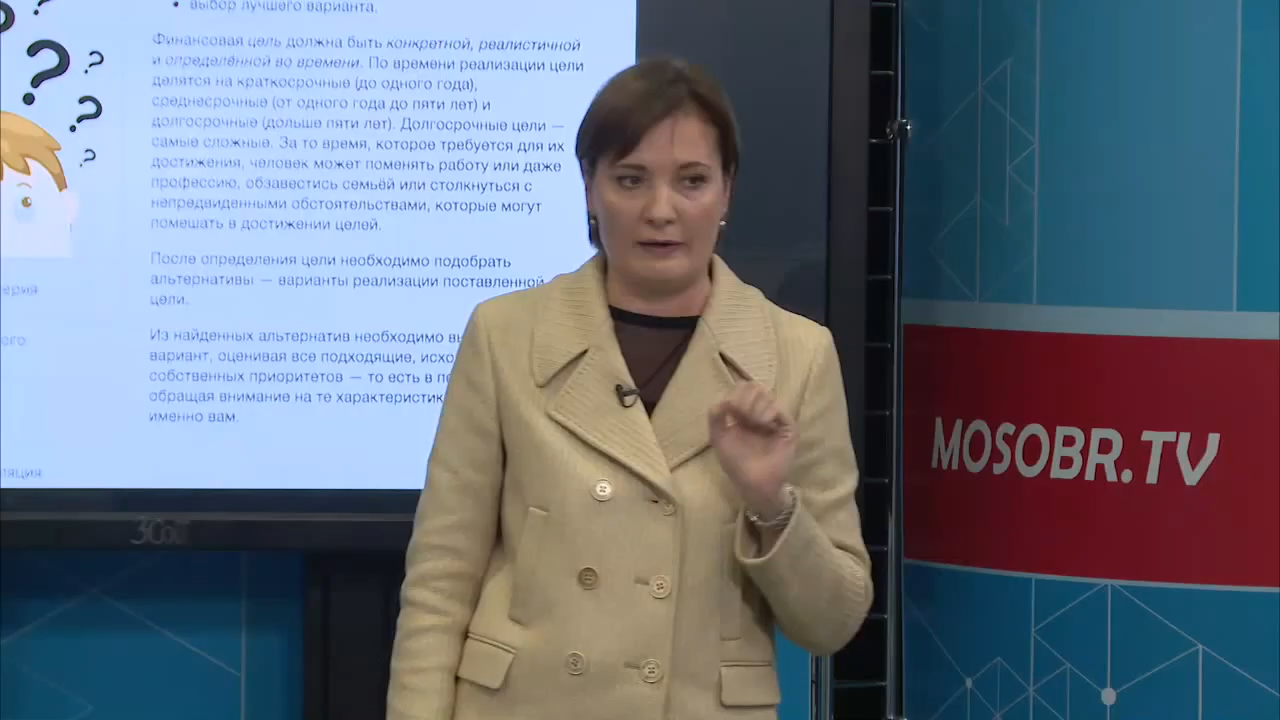 выбор лучшего варианта.
Финансовая цель должна быть конкретной, реалистичной
и определённой во времени. По времени реализации цели
делятся на краткосрочные (до одного года),
среднесрочные (от одного года до пяти лет) и
долгосрочные (дольше пяти лет). Долгосрочные цели —
самые сложные. За то время, которое требуется для их
достижения, человек может поменять работу или даже
профессию, обзавестись семьёй или столкнуться с
непредвиденными обстоятельствами, которые могут
помешать в достижении целей.
После определения цели необходимо подобрать
альтернативы — варианты реализации поставленной
цели.
Из найденных альтернатив необходимо
вариант, оценивая все подходящие,
собственных приоритетов — то есть в
обращая внимание на те
именно вам.
MOSOBR.TV